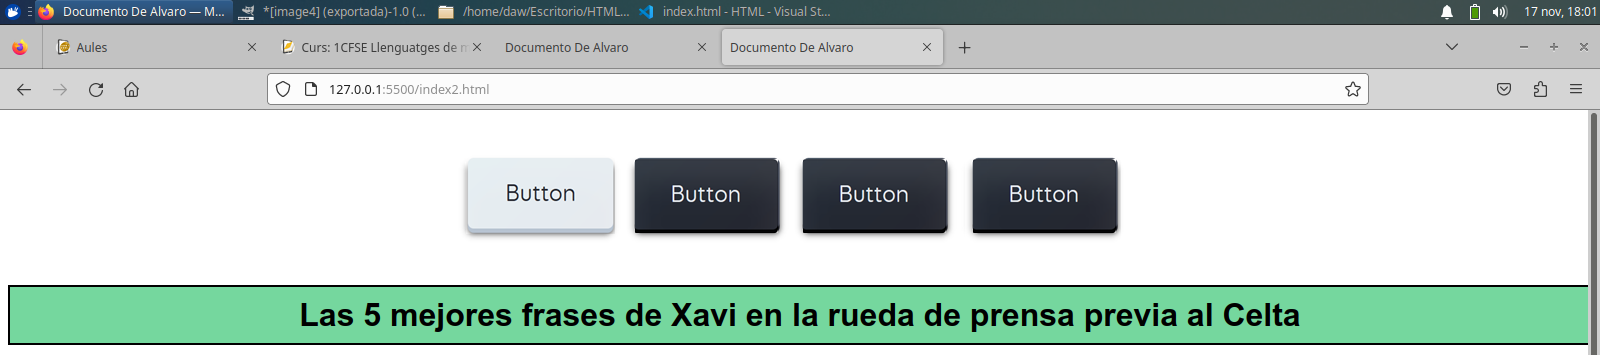 Documento De Alvaro — M...
*[image4] (exportada)-1.0 (...
/home/daw/Escritorio/HTML...
index.html - HTML - Visual St...
17 nov, 18:01
Aules
Curs: 1CFSE Llenguatges de m
Documento De Alvaro
Documento De Alvaro
127.0.0.1:5500/index2.html
Button
Button
Button
Button
Las 5 mejores frases de Xavi en la rueda de prensa previa al Celta